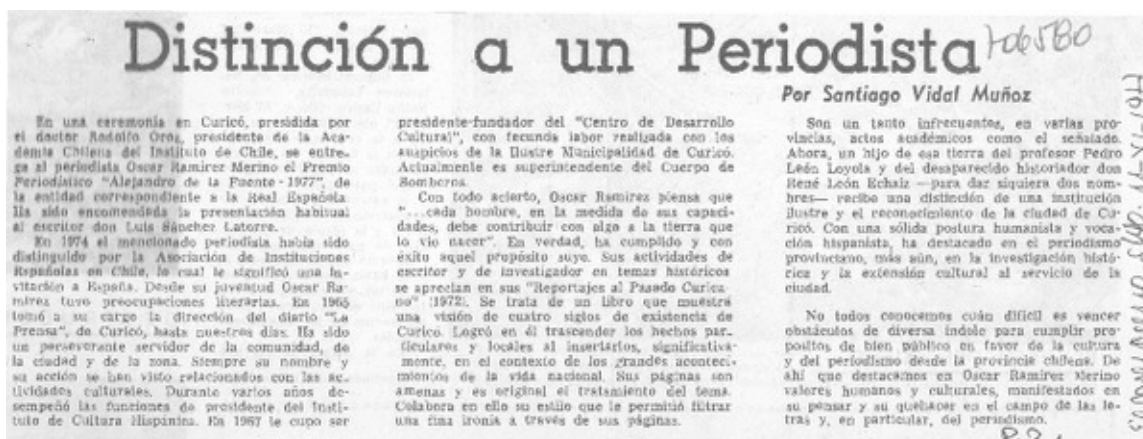 Distinción a un Periodista
706580
Por Santiago Vidal Muñoz
En una ceremonia en Curicó, presidida por
el doctor Rodolfo Oroz, presidente de la Aca-
demia Chilena del Instituto de Chile, se entre-
ga al periodista Oscar Ramírez Merino el Premio
Periodístico "Alejandro de la Fuente-1977", de
la entidad correspondiente a la Real Española.
Ha sido encomendada la presentación habitual
al escritor don Luis Sánchez Latorre.
En 1974 el mencionado periodista había sido
distinguido por la Asociación de Instituciones
Españolas en Chile, lo cual le significó una in-
vitación a España. Desde su juventud Oscar Ra-
mírez tuvo preocupaciones literarias. En 1965
tomó a su cargo la dirección del diario "La
Prensa", de Curicó, hasta nuestros días. Ha sido
un perseverante servidor de la comunidad, de
la ciudad y de la zona. Siempre su nombre y
su acción se han visto relacionados con las ac-
tividades culturales. Durante varios años de-
sempeñó las funciones de presidente del Insti-
tuto de Cultura Hispánica. En 1967 le cupo ser
presidente-fundador del "Centro de Desarrollo
Cultural", con fecunda labor realizada con los
auspicios de la Ilustre Municipalidad de Curicó.
Actualmente es superintendente del Cuerpo de
Bomberos.
Con todo acierto, Oscar Ramírez piensa que
"...cada hombre, en la medida de sus capaci-
dades, debe contribuir con algo a la tierra que
lo vio nacer". En verdad, ha cumplido y con
éxito aquel propósito suyo. Sus actividades de
escritor y de investigador en temas históricos
se aprecian en sus "Reportajes al Pasado Curica-
no" (1972). Se trata de un libro que muestra
una visión de cuatro siglos de existencia de
Curicó. Logró en él trascender los hechos par-
ticulares y locales al insertarlos, significativa-
mente, en el contexto de los grandes aconteci-
mientos de la vida nacional. Sus páginas son
amenas y es original el tratamiento del tema.
Colabora en ello su estilo que le permitió filtrar
una fina ironía a través de sus páginas.
Son un tanto infrecuentes, en varias pro-
vincias, actos académicos como el señalado.
Ahora, un hijo de esa tierra del profesor Pedro
León Loyola y del desaparecido historiador don
René León Echaíz —para dar siquiera dos nom-
bres— recibe una distinción de una institución
ilustre y el reconocimiento de la ciudad de Cu-
ricó. Con una sólida postura humanista y voca-
ción hispanista, ha destacado en el periodismo
provinciano, más aún, en la investigación histó-
rica y la extensión cultural al servicio de la
ciudad.
No todos conocemos cuán difícil es vencer
obstáculos de diversa índole para cumplir pro-
pósitos de bien público en favor de la cultura
y del periodismo desde la provincia chilena. De
ahí que destacamos en Oscar Ramírez Merino
valores humanos y culturales, manifestados en
su pensar y su quehacer en el campo de las le-
tras y, en particular, del periodismo.